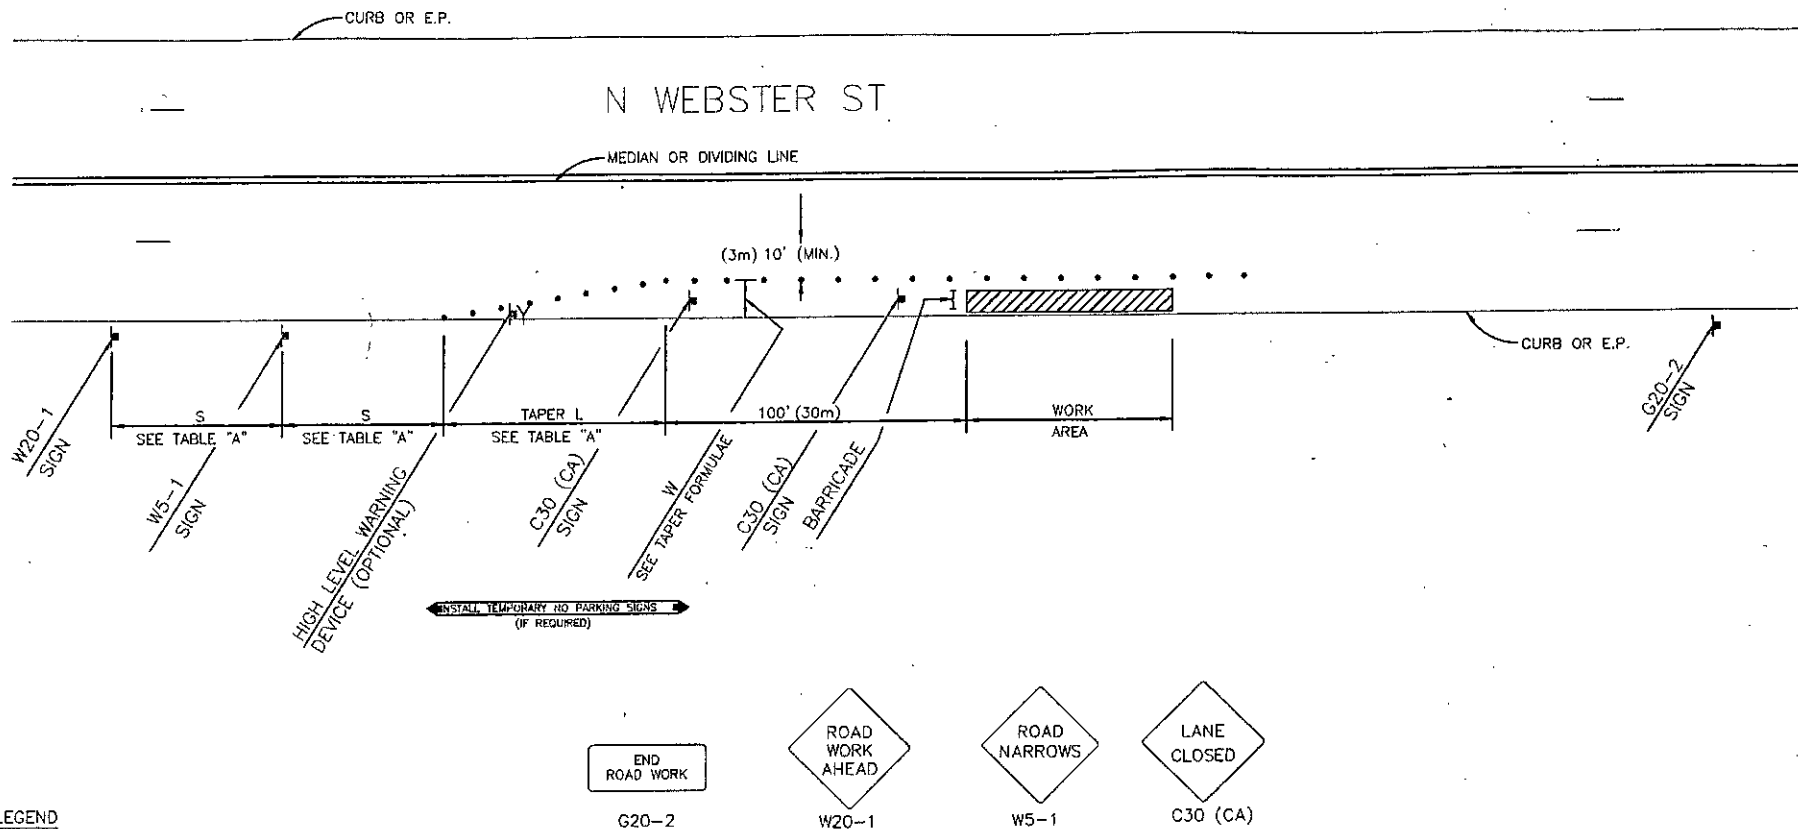 CURB OR E.P.
N WEBSTER ST
MEDIAN OR DIVIDING LINE
(3m) 10' (MIN.)
CURB OR E.P.
W20-1
SIGN
S
SEE TABLE "A"
W5-1
SIGN
S
SEE TABLE "A"
HIGH LEVEL WARNING
DEVICE (OPTIONAL)
TAPER L
SEE TABLE "A"
C30 (CA)
SIGN
W
SEE TAPER FORMULAE
100' (30m)
C30 (CA)
SIGN
BARRICADE
WORK
AREA
G20-2
SIGN
INSTALL TEMPORARY NO PARKING SIGNS
(IF REQUIRED)
END
ROAD WORK
G20-2
ROAD
WORK
AHEAD
W20-1
ROAD
NARROWS
W5-1
LANE
CLOSED
C30 (CA)
LEGEND